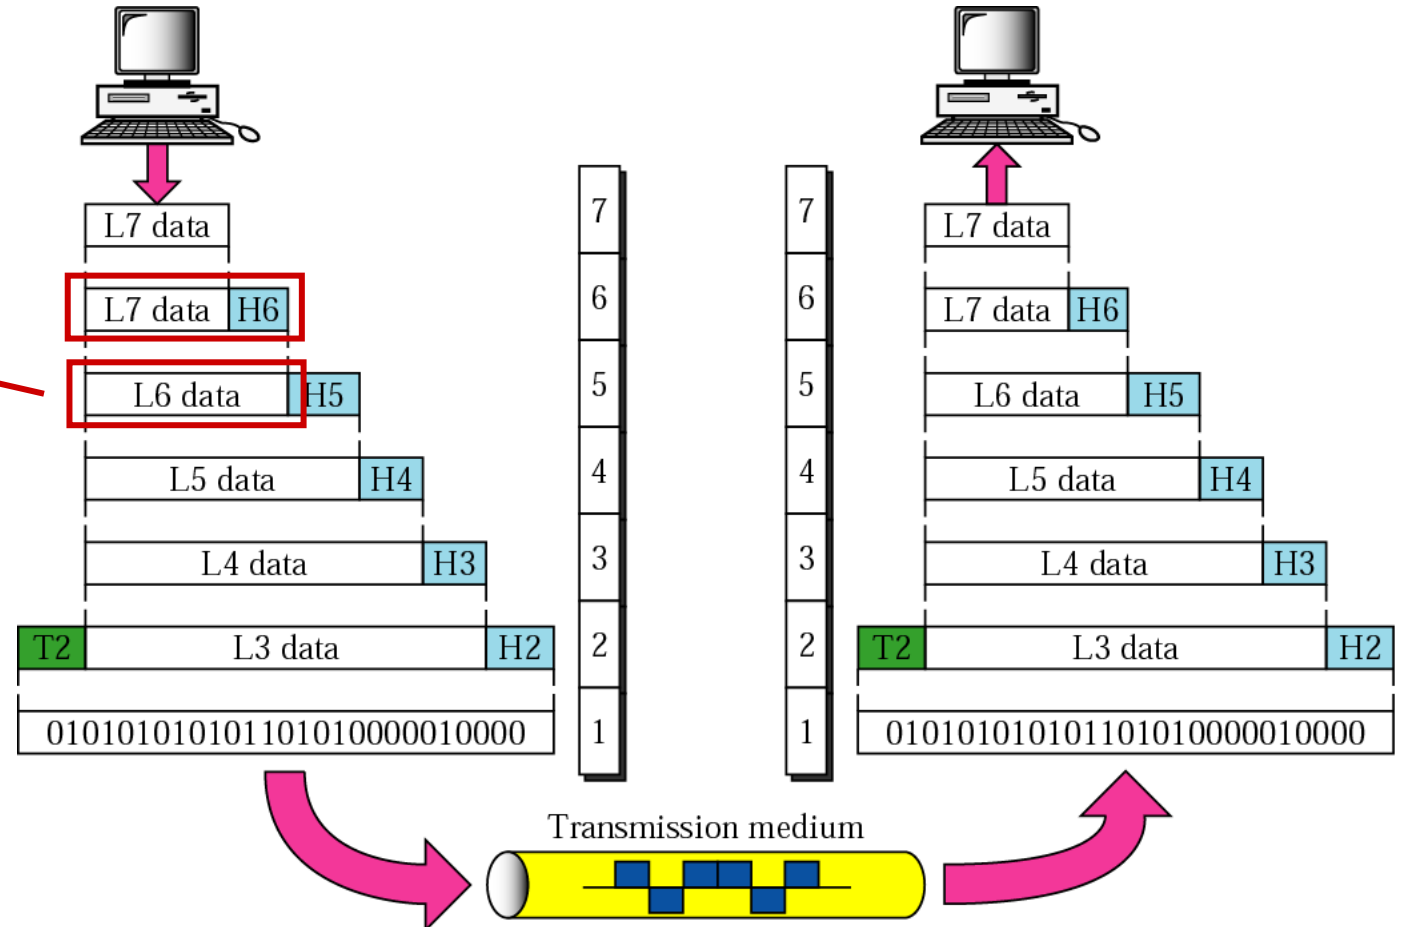 L7 data L7 data
7 7
L7 data H6 L7 data H6
6 6
L6 data H5 5 5 L6 data H5
L5 data H4 4 4 L5 data H4
L4 data H3 3 3 L4 data H3
T2 L3 data H2 2 2 T2 L3 data H2
010101010101101010000010000 1 1 010101010101101010000010000
Transmission medium